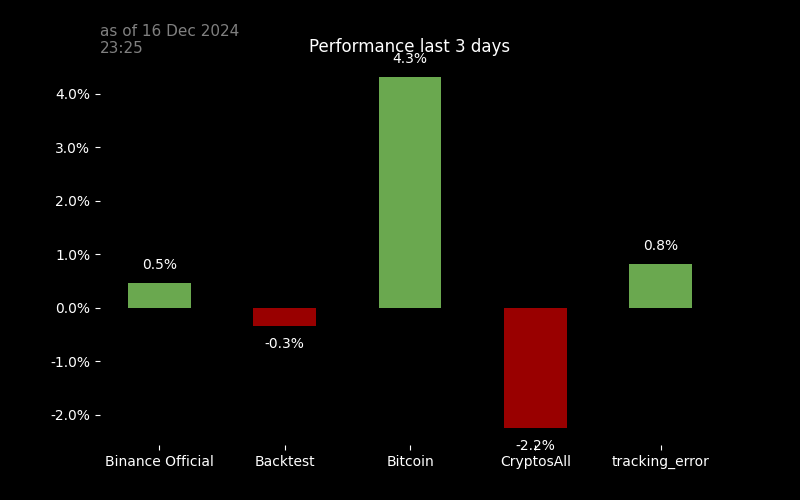 as of 16 Dec 2024
23:25
Performance last 3 days
4.3%
4.0%
3.0%
2.0%
1.0%
0.0%
-1.0%
-2.0%
0.5%
-0.3%
-2.2%
0.8%
Binance Official
Backtest
Bitcoin
CryptosAll
tracking_error